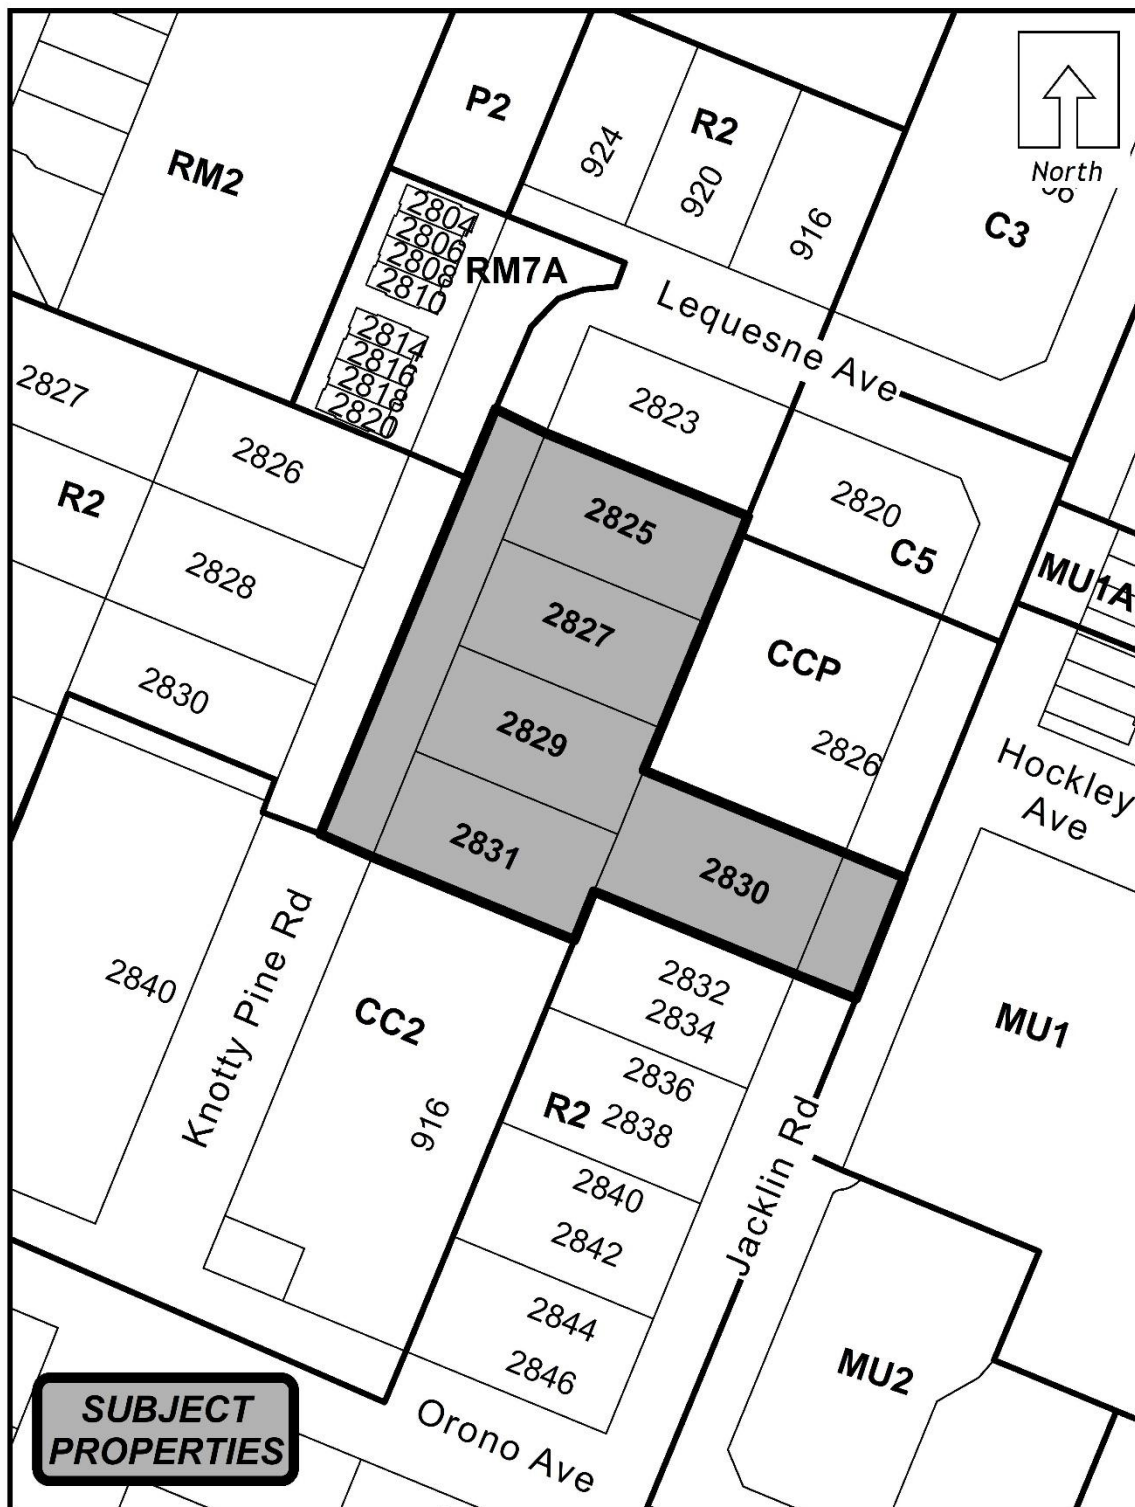 North
P2
R2
924
920
916
RM2
C3
2804
2806
2808
2810
RM7A
2814
2816
2818
2820
Lequesne Ave
2827
2826
2823
R2
2820
C5
2825
MU1A
2828
2827
CCP
2830
2829
2826
Hockley
Ave
2831
2830
2840
Knotty Pine Rd
CC2
916
2832
2834
MU1
2836
R2
2838
2840
2842
Jacklin Rd
2844
2846
MU2
Orono Ave
SUBJECT
PROPERTIES